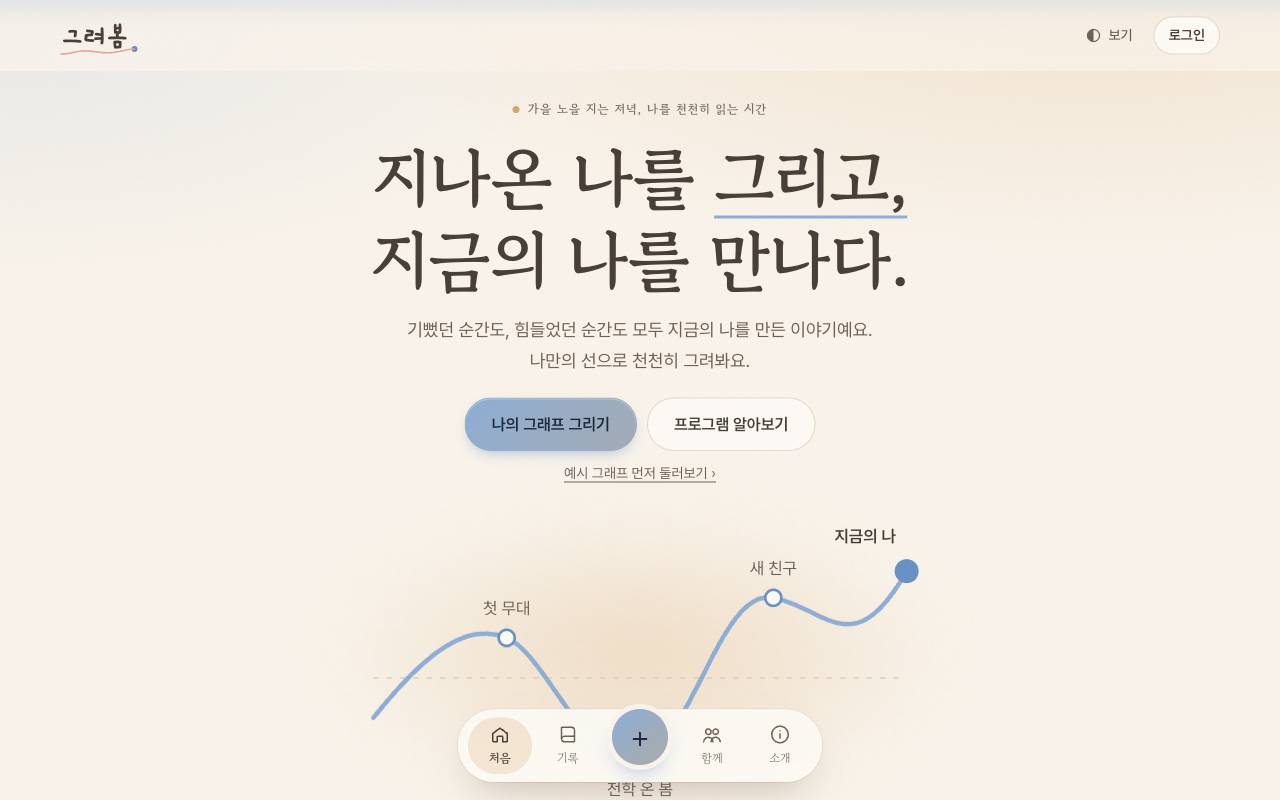 그려봄
보기
로그인
가을 노을 지는 저녁, 나를 천천히 읽는 시간
지나온 나를 그리고,
지금의 나를 만나다.
기뻤던 순간도, 힘들었던 순간도 모두 지금의 나를 만든 이야기예요.
나만의 선으로 천천히 그려봐요.
나의 그래프 그리기
프로그램 알아보기
예시 그래프 먼저 둘러보기 ›
지금의 나
새 친구
첫 무대
처음
기록
+
함께
소개
전학 온 봄